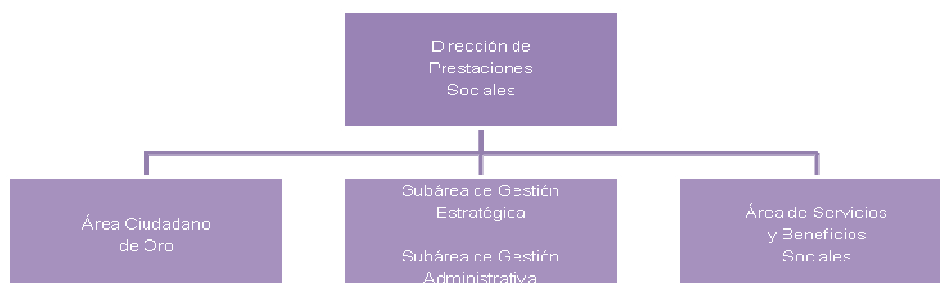 Dirección de
Prestaciones
Sociales
Área Ciudadano
de Oro
Subárea de Gestión
Estratégica
Subárea de Gestión
Administrativa
Área de Servicios
y Beneficios
Sociales